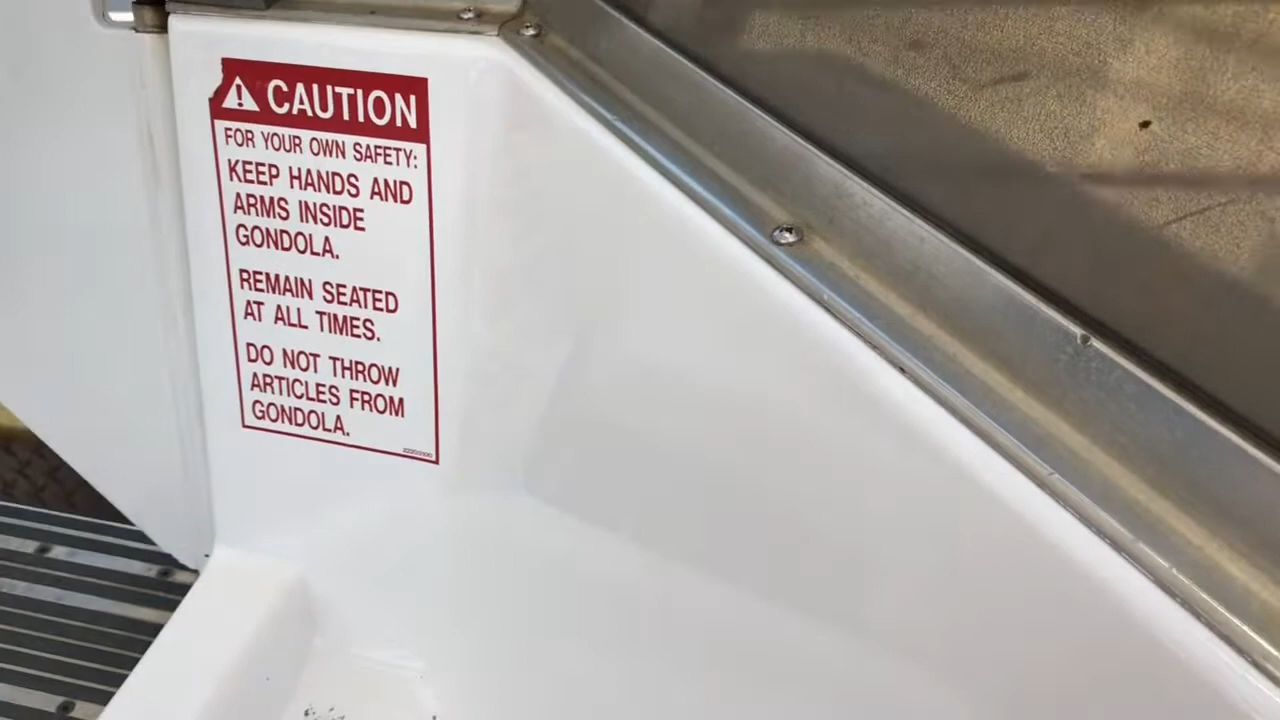 CAUTION
FOR YOUR OWN SAFETY:
KEEP HANDS AND
ARMS INSIDE
GONDOLA.
REMAIN SEATED
AT ALL TIMES.
DO NOT THROW
ARTICLES FROM
GONDOLA.